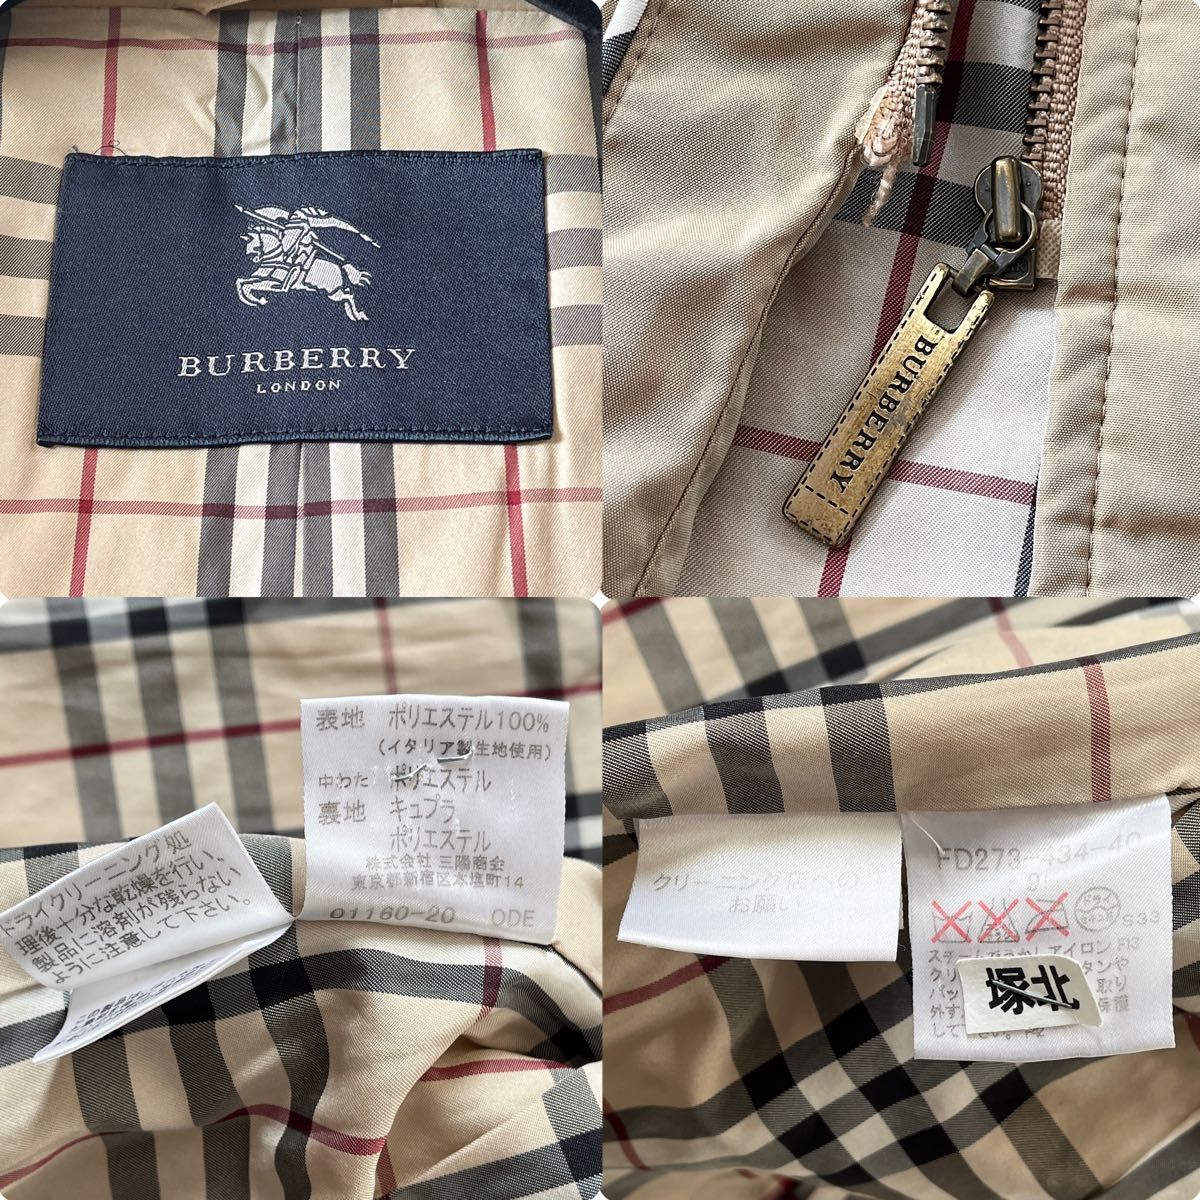 BURBERRY
LONDON
BURBERRY
表地 ポリエステル100%
(イタリア製生地使用)
中わた ポリエステル
裏地 キュプラ
ポリエステル
株式会社 三陽商会
東京都新宿区本塩町14
01160-20 ODE
ドライクリーニング処
理後十分な乾燥を行い、
製品に溶剤が残らない
ように注意して下さい。
クリーニング店への
お願い
FD273-434-40
S33
アイロン F13
塚北